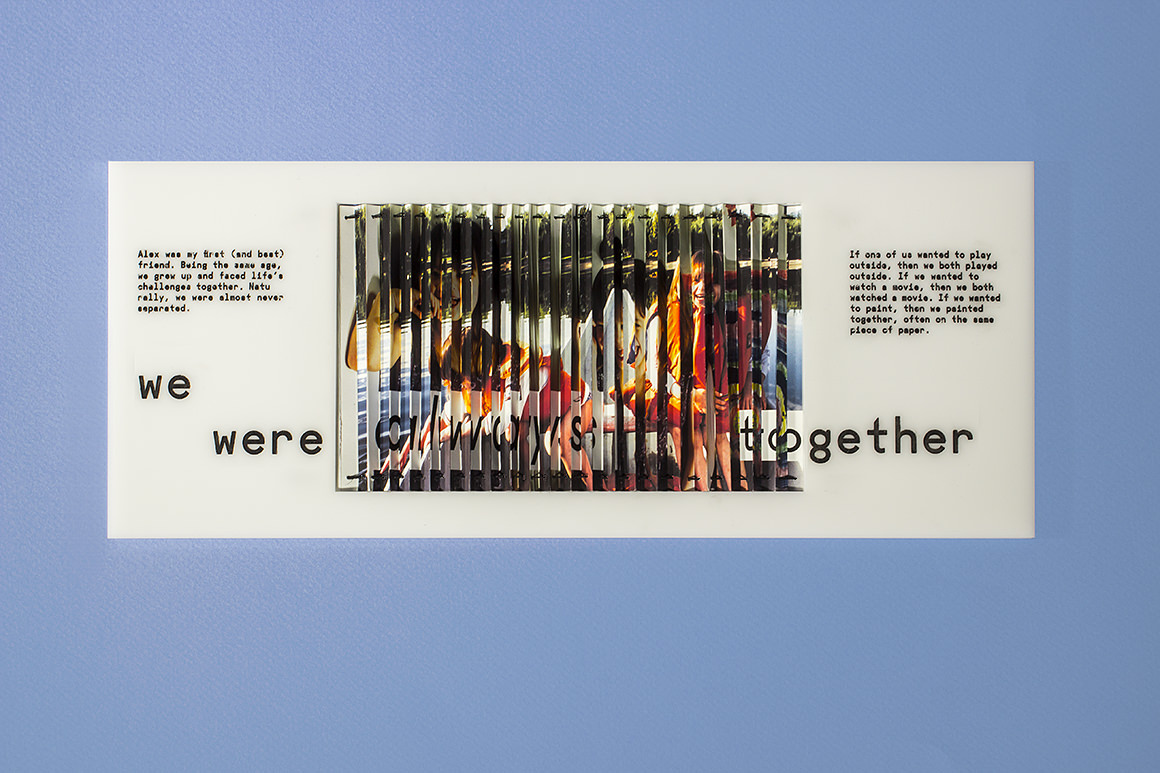 Alex was my first (and best)
friend. Being the same age,
we grew up and faced life's
challenges together. Natu
rally, we were almost never
separated.
If one of us wanted to play
outside, then we both played
outside. If we wanted to
watch a movie, then we both
watched a movie. If we wanted
to paint, then we painted
together, often on the same
piece of paper.
we
were always together